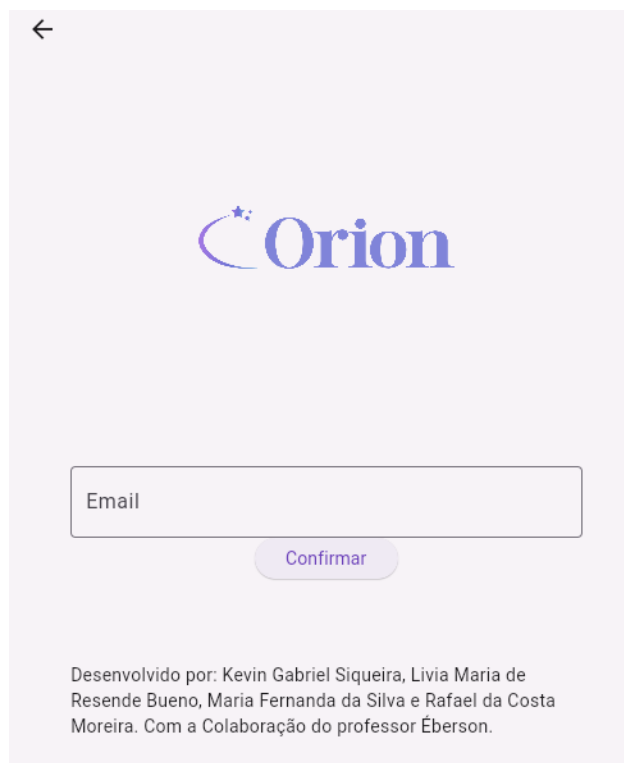 Orion
Email
Confirmar
Desenvolvido por: Kevin Gabriel Siqueira, Livia Maria de
Resende Bueno, Maria Fernanda da Silva e Rafael da Costa
Moreira. Com a Colaboração do professor Éberson.